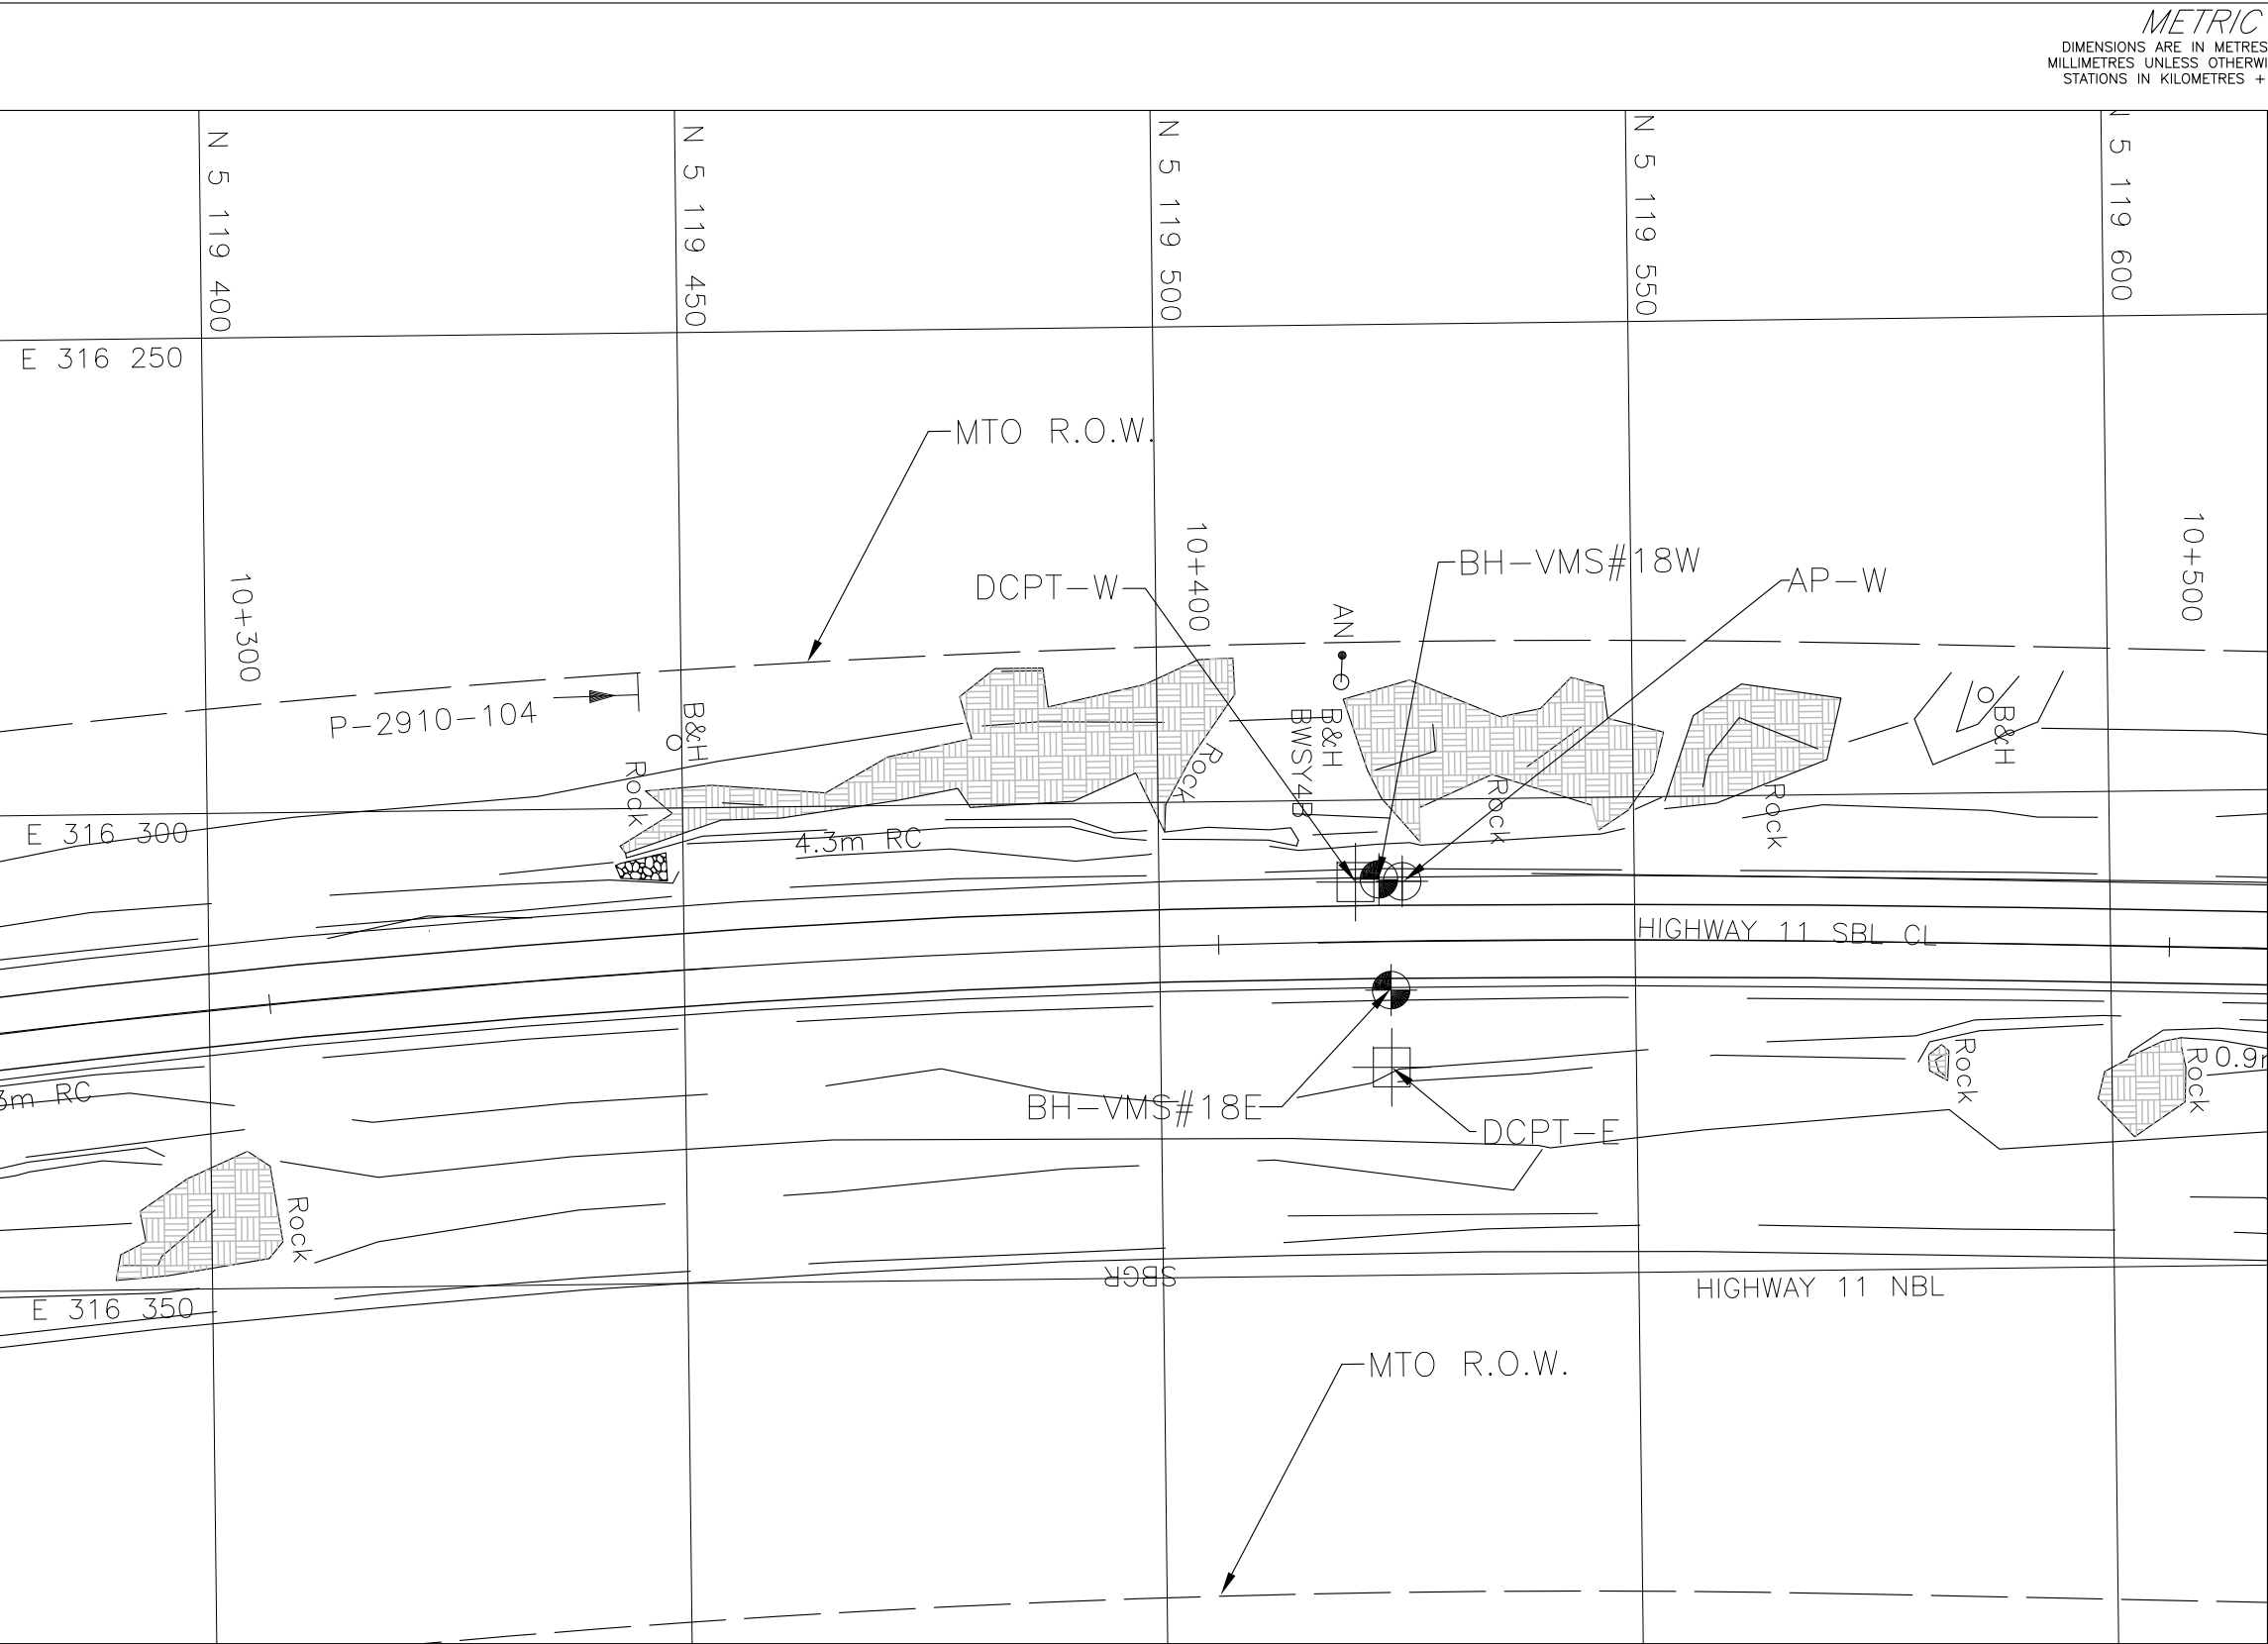 METRIC
DIMENSIONS ARE IN METRES
MILLIMETRES UNLESS OTHERWI
STATIONS IN KILOMETRES +
N 5 119 400
N 5 119 450
N 5 119 500
N 5 119 550
N 5 119 600
E 316 250
MTO R.O.W.
10+300
10+400
10+500
DCPT-W
BH-VMS#18W
AP-W
AN
P-2910-104
B&H
B&H
BWSY4B
B&H
Rock
Rock
Rock
Rock
E 316 300
4.3m RC
HIGHWAY 11 SBL CL
3m RC
BH-VMS#18E
DCPT-E
Rock
Rock
0.9
Rock
SBGR
E 316 350
HIGHWAY 11 NBL
MTO R.O.W.